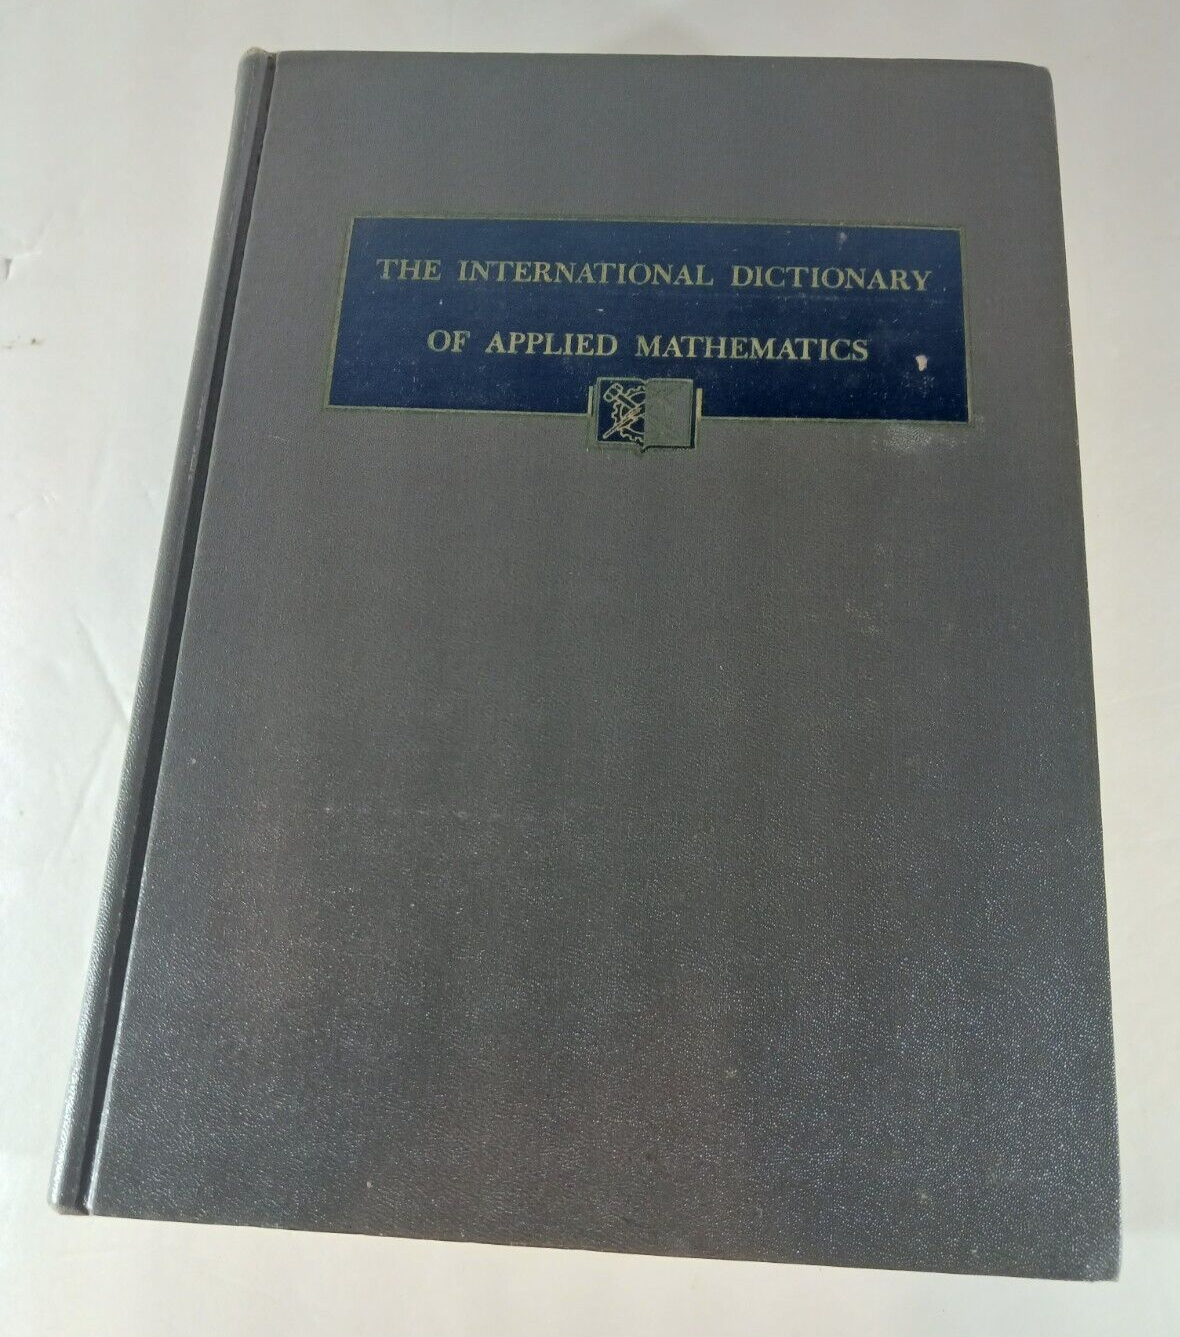 THE INTERNATIONAL DICTIONARY
OF APPLIED MATHEMATICS